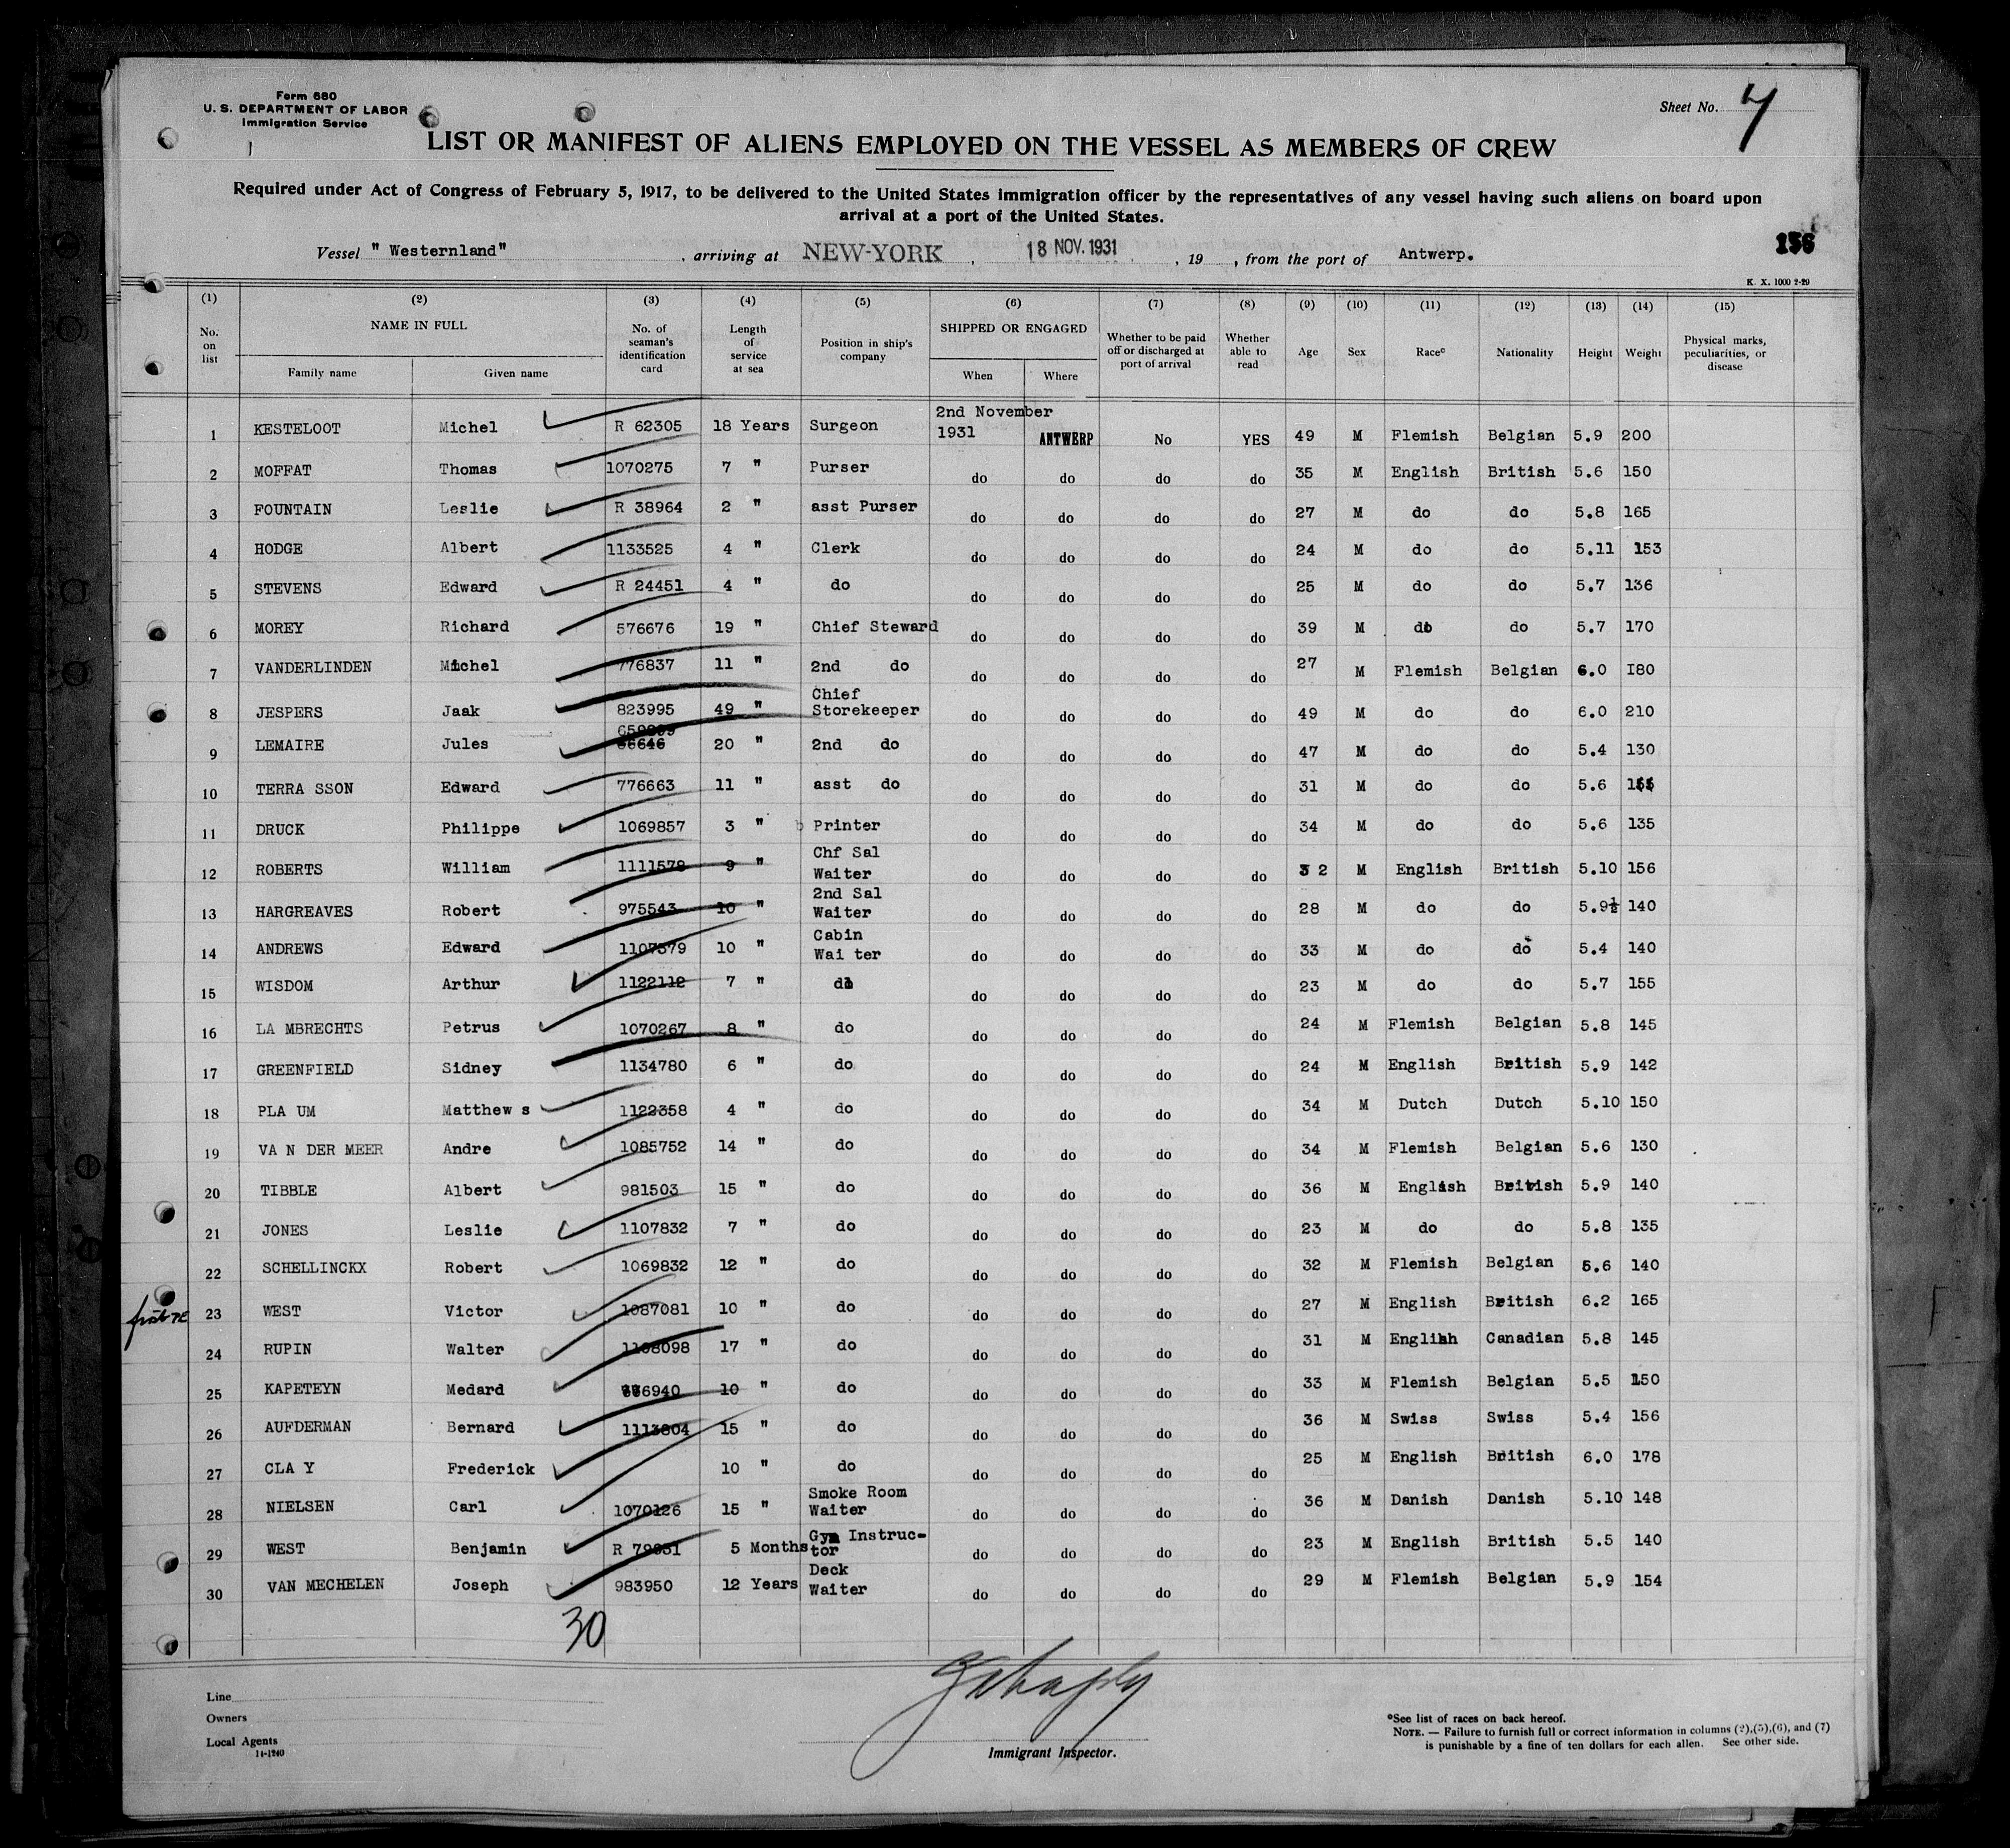 Form 680
U. S. DEPARTMENT OF LABOR
Immigration Service
Sheet No.
LIST OR MANIFEST OF ALIENS EMPLOYED ON THE VESSEL AS MEMBERS OF CREW
Required under Act of Congress of February 5, 1917, to be delivered to the United States immigration officer by the representatives of any vessel having such aliens on board upon
arrival at a port of the United States.
156
Vessel " Westernland" , arriving at NEW-YORK , 18 NOV. 1931 , 19 , from the port of Antwerp.
K. X. 1000 2-29
(1) (2) (3) (4) (5) (6) (7) (8) (9) (10) (11) (12) (13) (14) (15)
No. on list NAME IN FULL Family name Given name No. of seaman's identification card Length of service at sea Position in ship's company SHIPPED OR ENGAGED When Where Whether to be paid off or discharged at port of arrival Whether able to read Age Sex Race* Nationality Height Weight Physical marks, peculiarities, or disease
1 KESTELOOT Michel R 62305 18 Years Surgeon 2nd November 1931 ANTWERP No YES 49 M Flemish Belgian 5.9 200
2 MOFFAT Thomas 1070275 7 " Purser do do do do 35 M English British 5.6 150
3 FOUNTAIN Leslie R 38964 2 " asst Purser do do do do 27 M do do 5.8 165
4 HODGE Albert 1133525 4 " Clerk do do do do 24 M do do 5.11 153
5 STEVENS Edward R 24451 4 " do do do do do 25 M do do 5.7 136
6 MOREY Richard 576676 19 " Chief Steward do do do do 39 M do do 5.7 170
7 VANDERLINDEN Michel 776837 11 " 2nd do do do do do 27 M Flemish Belgian 6.0 I80
8 JESPERS Jaak 823995 49 " Chief Storekeeper do do do do 49 M do do 6.0 210
9 LEMAIRE Jules 20 " 2nd do do do do do 47 M do do 5.4 130
10 TERRA SSON Edward 776663 11 " asst do do do do do 31 M do do 5.6
11 DRUCK Philippe 1069857 3 " Printer do do do do 34 M do do 5.6 135
12 ROBERTS William 1111578 9 " Chf Sal Waiter do do do do 3 2 M English British 5.10 156
13 HARGREAVES Robert 975543 10 " 2nd Sal Waiter do do do do 28 M do do 5.9½ 140
14 ANDREWS Edward 1107379 10 " Cabin Wai ter do do do do 33 M do do 5.4 140
15 WISDOM Arthur 1122112 7 " do do do do do 23 M do do 5.7 155
16 LA MBRECHTS Petrus 1070267 8 " do do do do do 24 M Flemish Belgian 5.8 145
17 GREENFIELD Sidney 1134780 6 " do do do do do 24 M English British 5.9 142
18 PLA UM Matthew s 1122358 4 " do do do do do 34 M Dutch Dutch 5.10 150
19 VA N DER MEER Andre 1085752 14 " do do do do do 34 M Flemish Belgian 5.6 130
20 TIBBLE Albert 981503 15 " do do do do do 36 M English British 5.9 140
21 JONES Leslie 1107832 7 " do do do do do 23 M do do 5.8 135
22 SCHELLINCKX Robert 1069832 12 " do do do do do 32 M Flemish Belgian 5.6 140
23 WEST Victor 1087081 10 " do do do do do 27 M English British 6.2 165
24 RUPIN Walter 1108098 17 " do do do do do 31 M English Canadian 5.8 145
25 KAPETEYN Medard 10 " do do do do do 33 M Flemish Belgian 5.5 150
26 AUFDERMAN Bernard 1113804 15 " do do do do do 36 M Swiss Swiss 5.4 156
27 CLA Y Frederick 10 " do do do do do 25 M English British 6.0 178
28 NIELSEN Carl 1070126 15 " Smoke Room Waiter do do do do 36 M Danish Danish 5.10 148
29 WEST Benjamin 5 Months Gym Instruc-tor do do do do 23 M English British 5.5 140
30 VAN MECHELEN Joseph 983950 12 Years Deck Waiter do do do do 29 M Flemish Belgian 5.9 154
30
Line
Owners
Local Agents
14-1240
Immigrant Inspector.
*See list of races on back hereof.
NOTE. — Failure to furnish full or correct information in columns (2),(5),(6), and (7)
is punishable by a fine of ten dollars for each alien. See other side.